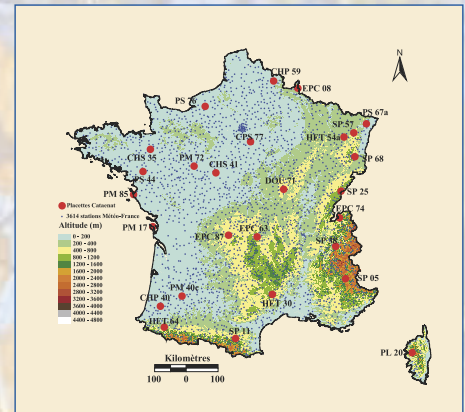 N
CHP 59
EPC 08
PS 76
PS 67a
SP 57
HET 54a
CPS 77
CHS 35
SP 68
PM 72
CHS 41
PS 44
DOU 71
SP 25
PM 85
EPC 74
Placettes Cataenat
3614 stations Météo-France
PM 17
EPC 87
EPC 63
Altitude (m)
0 - 200
200 - 400
400 - 800
800 - 1200
1200 - 1600
1600 - 2000
2000 - 2400
2400 - 2800
2800 - 3200
3200 - 3600
3600 - 4000
4000 - 4400
4400 - 4800
SP 05
PM 40c
CHP 40
HET 30
HET 64
SP 11
PL 20
Kilomètres
100 0 100